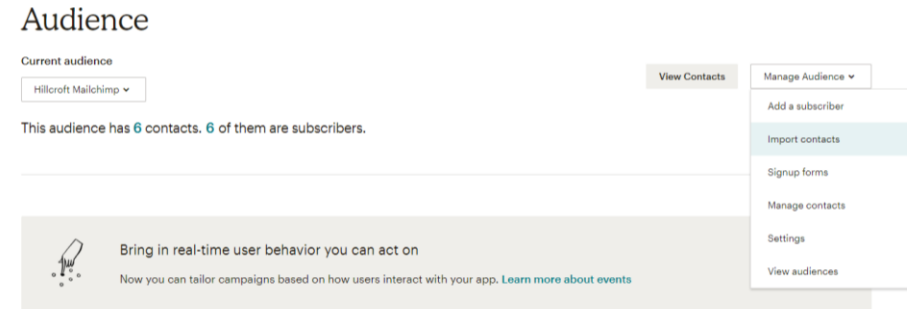 Audience
Current audience
Hillcroft Mailchimp
View Contacts
Manage Audience
This audience has 6 contacts. 6 of them are subscribers.
Add a subscriber
Import contacts
Signup forms
Manage contacts
Settings
View audiences
Bring in real-time user behavior you can act on
Now you can tailor campaigns based on how users interact with your app. Learn more about events